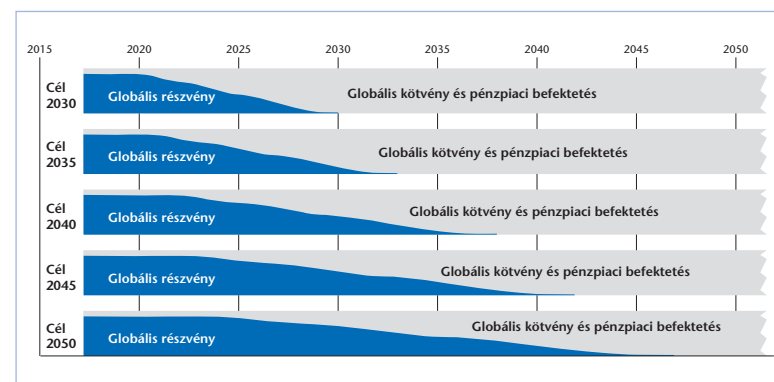 2015 2020 2025 2030 2035 2040 2045 2050
Cél
2030
Globális részvény
Globális kötvény és pénzpiaci befektetés
Cél
2035
Globális részvény
Globális kötvény és pénzpiaci befektetés
Cél
2040
Globális részvény
Globális kötvény és pénzpiaci befektetés
Cél
2045
Globális részvény
Globális kötvény és pénzpiaci befektetés
Cél
2050
Globális részvény
Globális kötvény és pénzpiaci befektetés